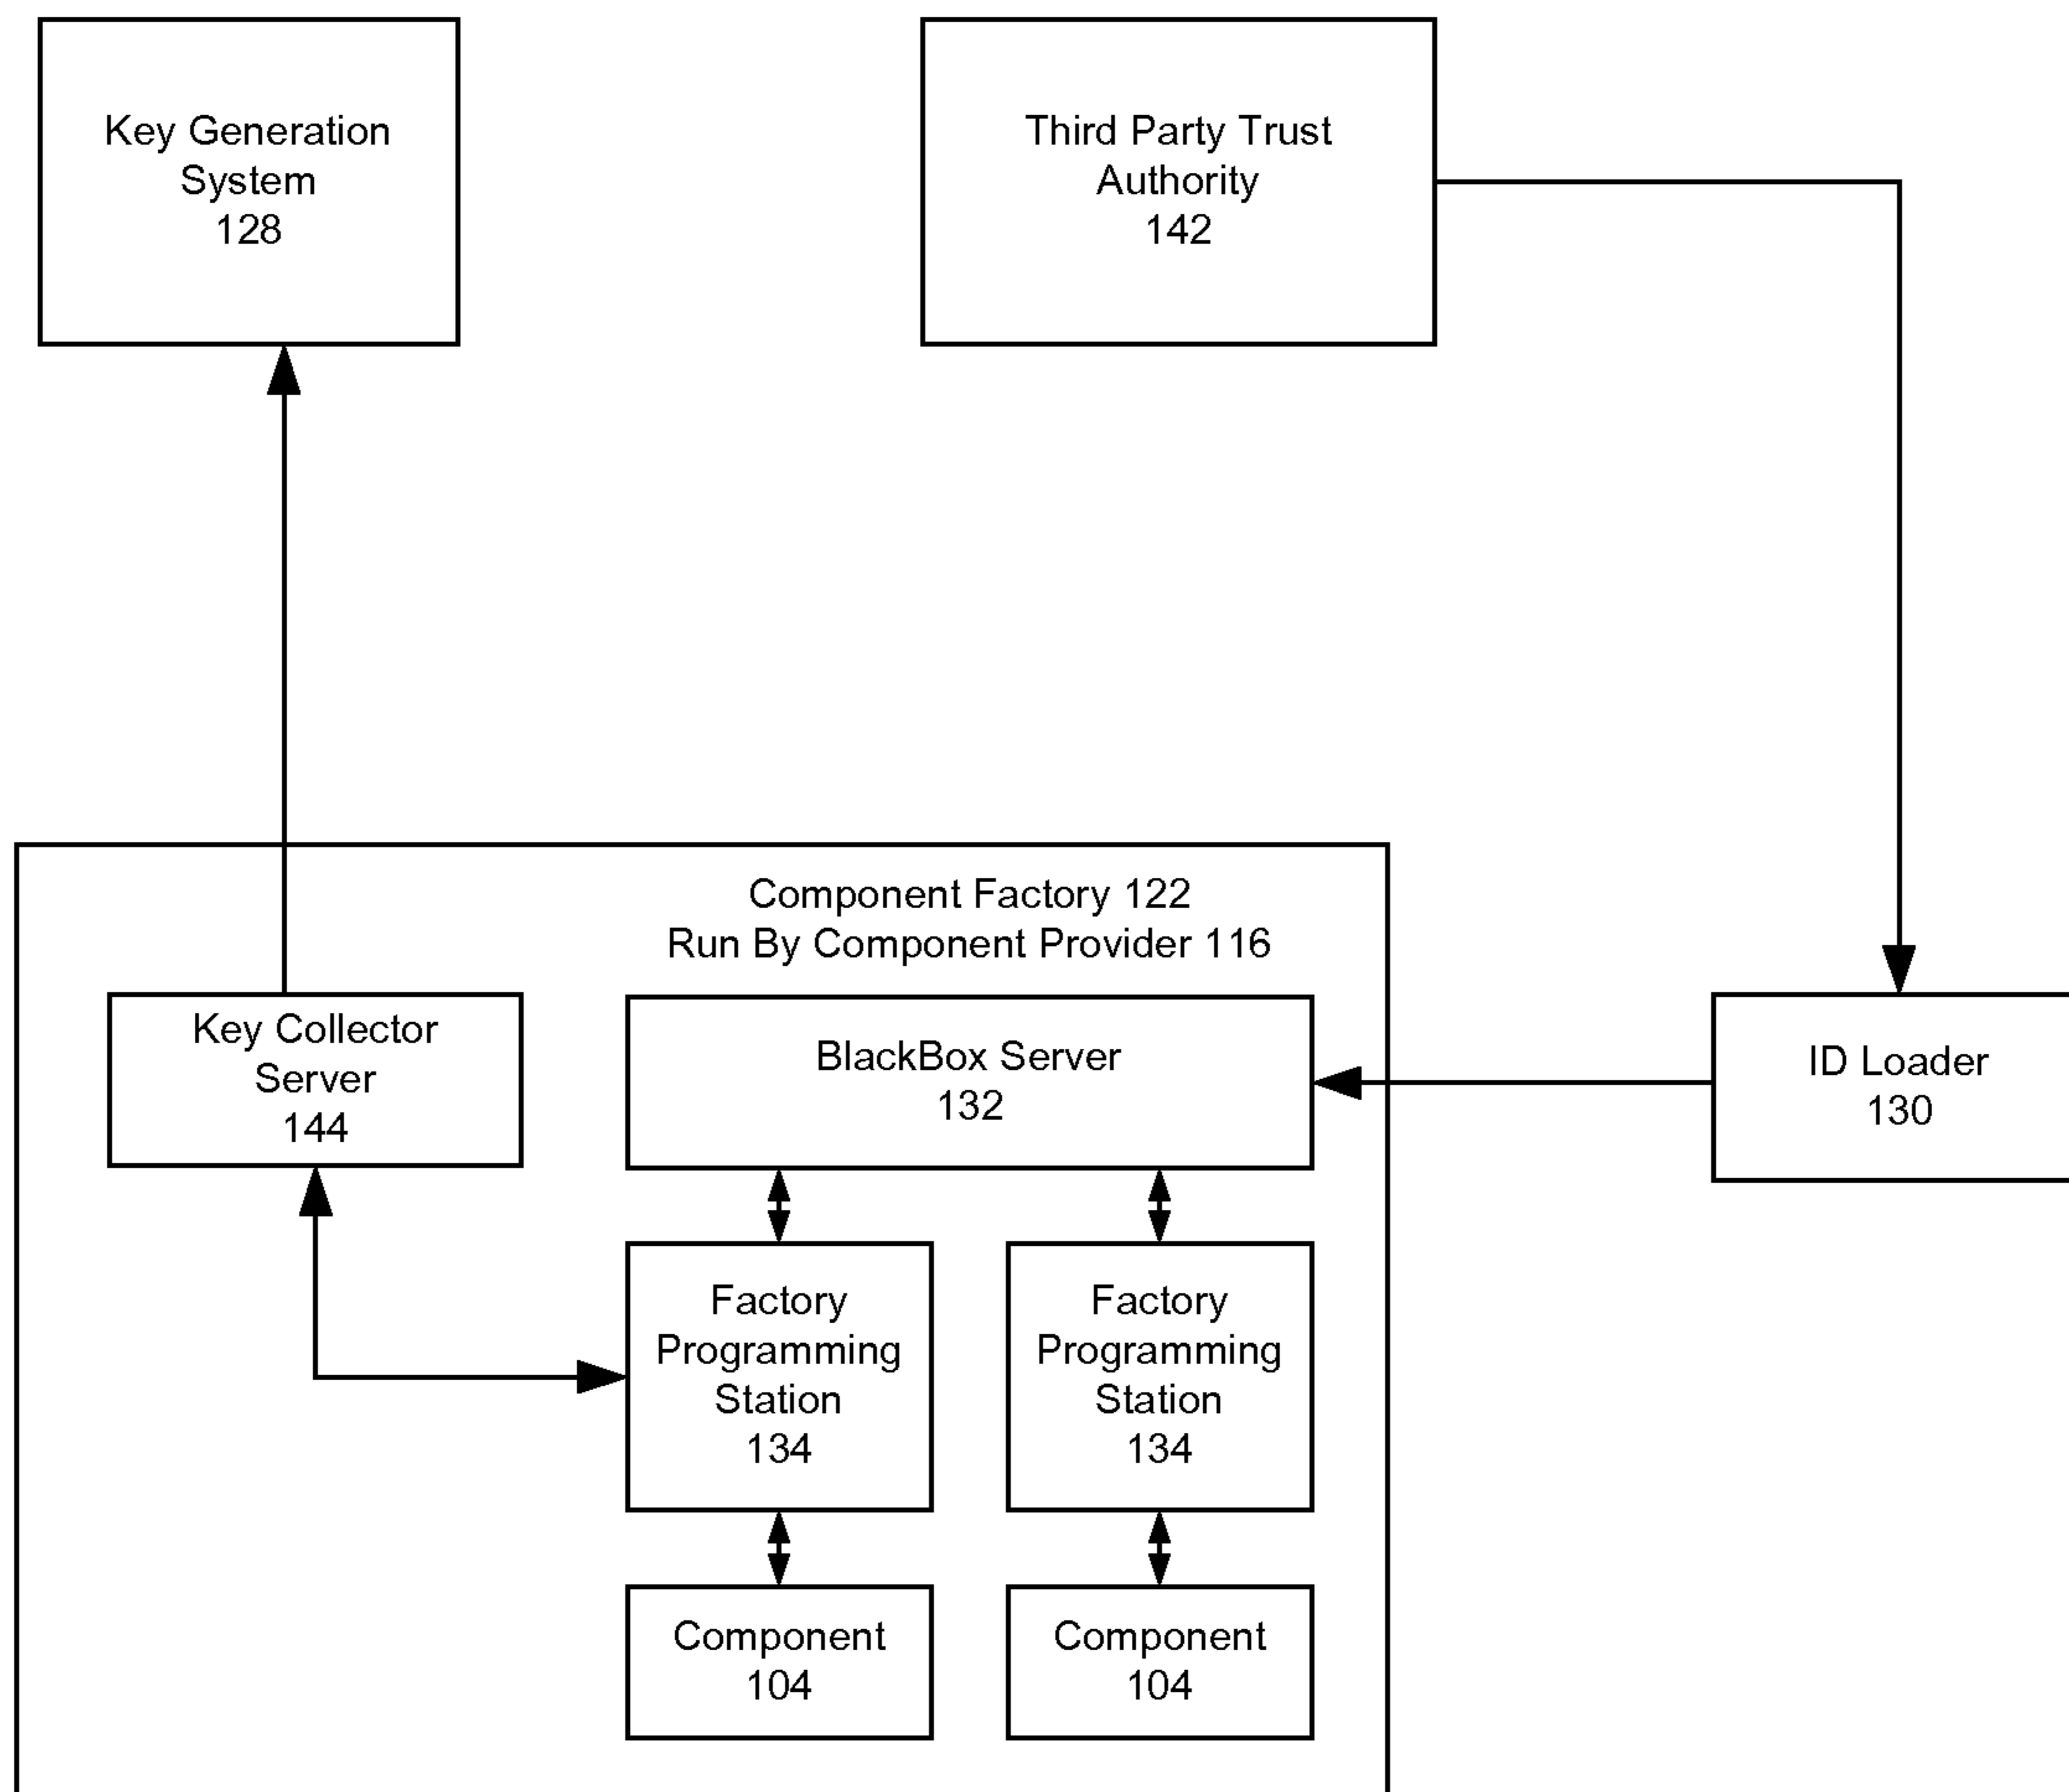 Key Generation
System
128
Third Party Trust
Authority
142
Component Factory 122
Run By Component Provider 116
Key Collector
Server
144
BlackBox Server
132
ID Loader
130
Factory
Programming
Station
134
Factory
Programming
Station
134
Component
104
Component
104